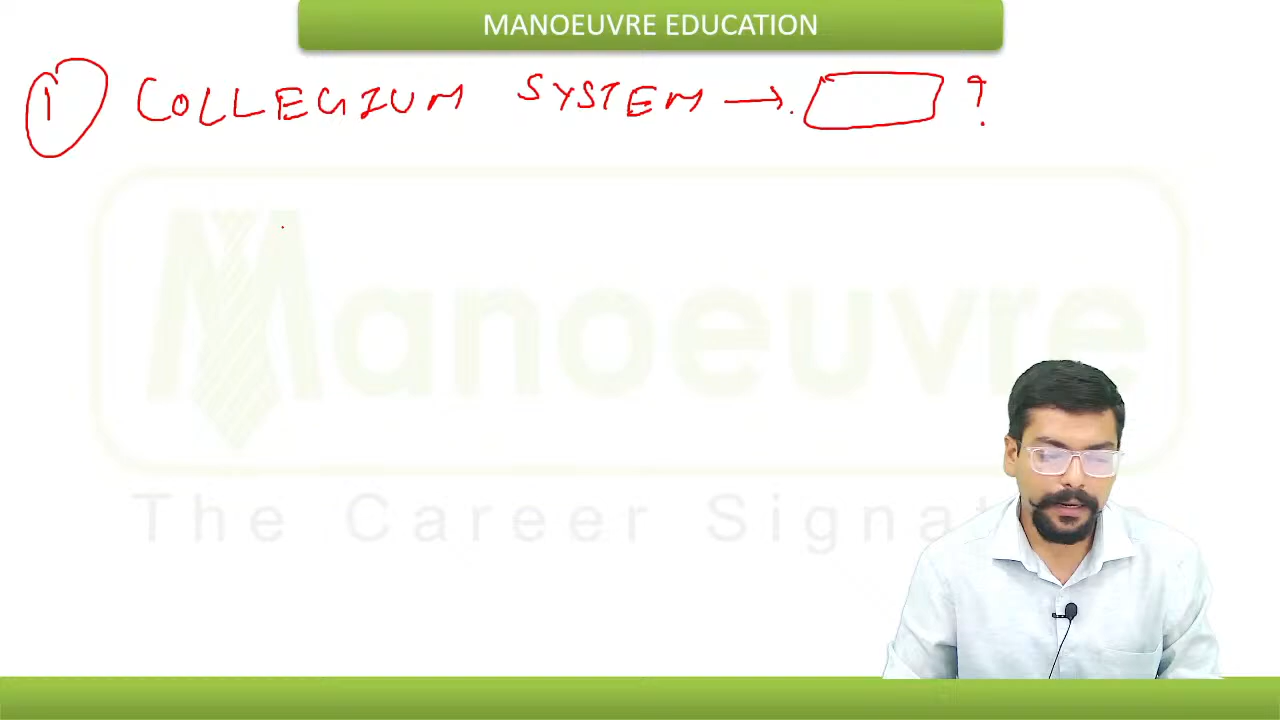 MANOEUVRE EDUCATION
1 COLLEGIUM SYSTEM → ?
Manoeuvre
The Career Signat